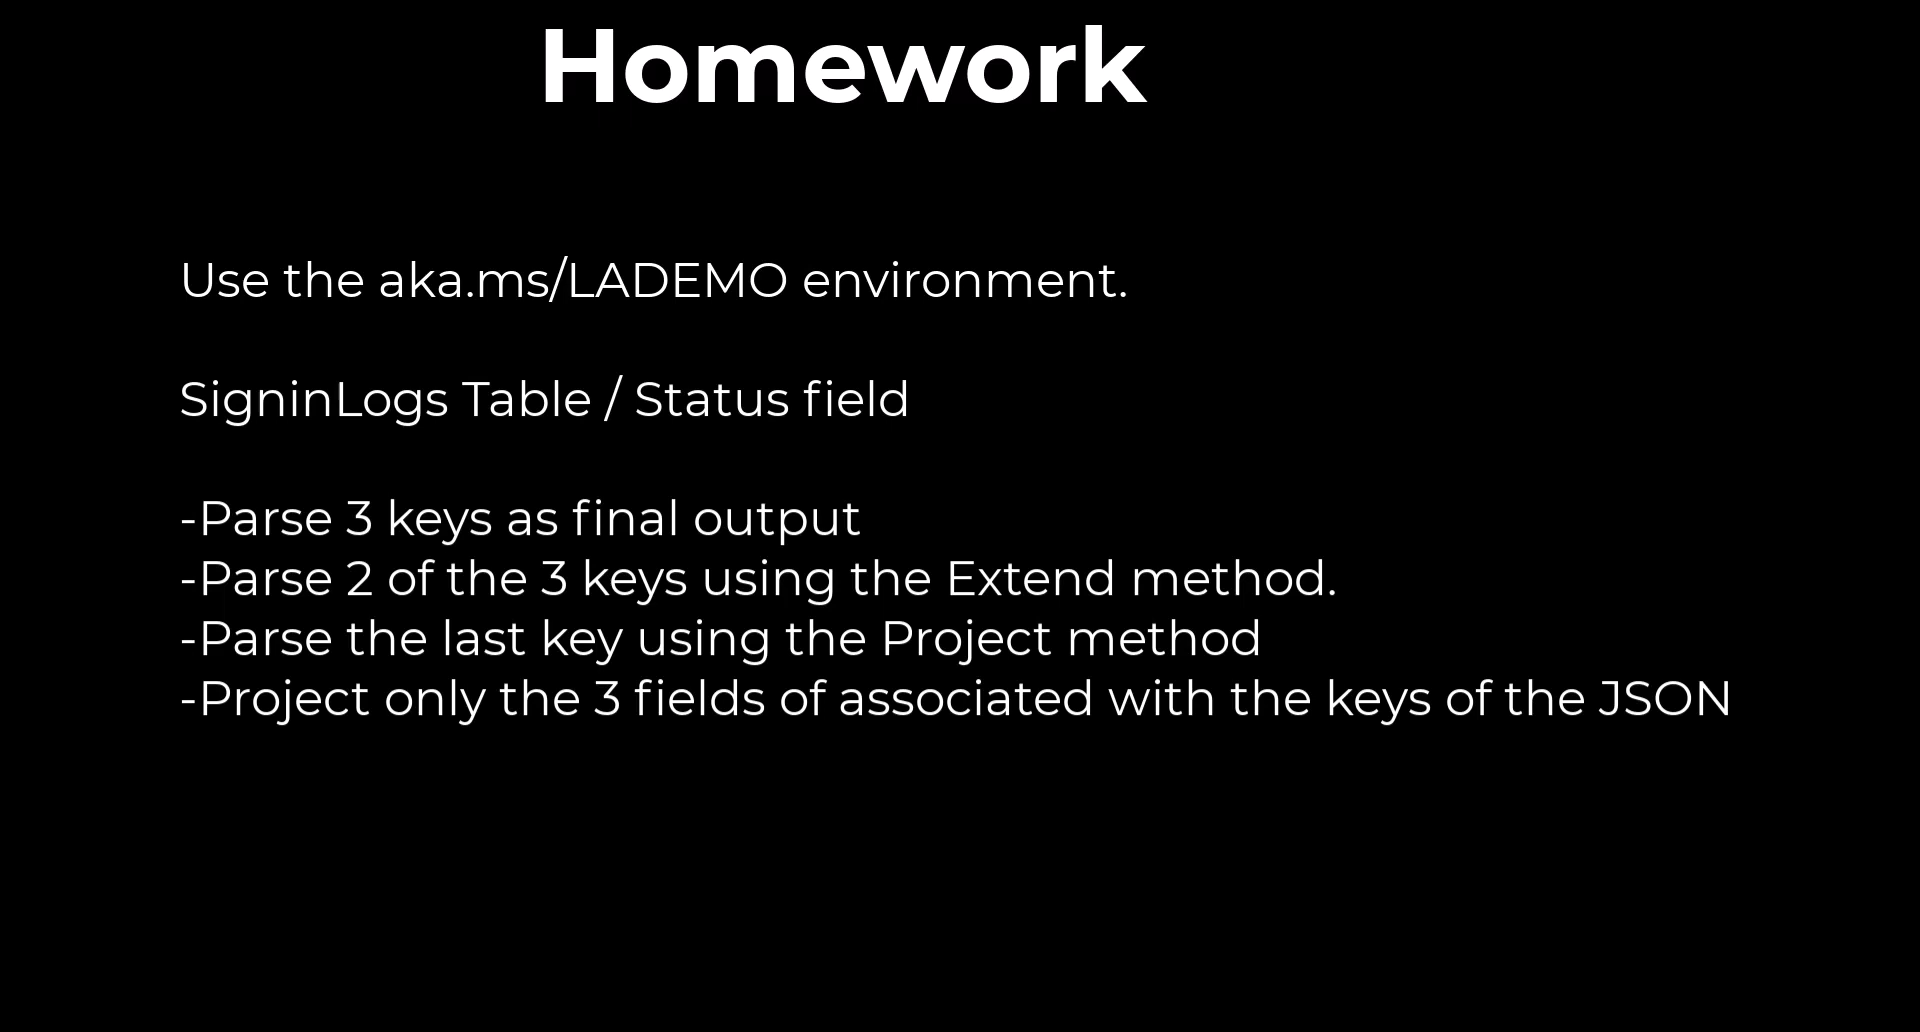 Homework
Use the aka.ms/LADEMO environment.
SigninLogs Table / Status field
-Parse 3 keys as final output
-Parse 2 of the 3 keys using the Extend method.
-Parse the last key using the Project method
-Project only the 3 fields of associated with the keys of the JSON